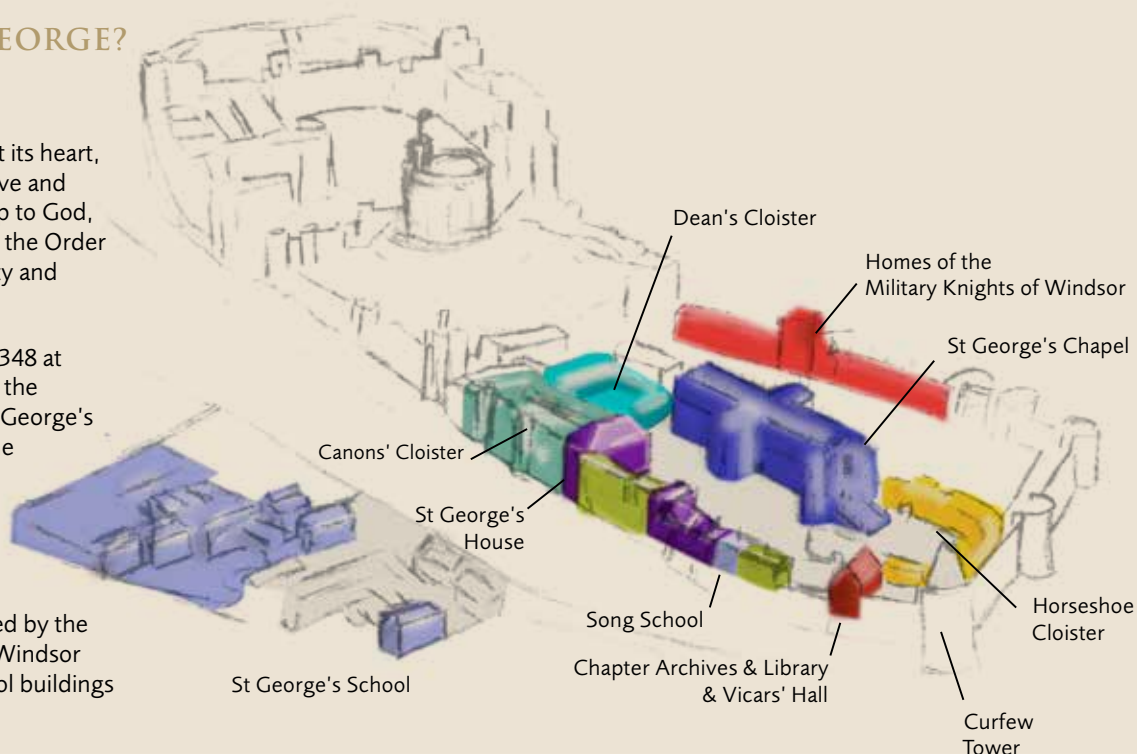 EORGE?
t its heart,
ve and
p to God,
the Order
ty and
348 at
the
George's
e
ed by the
Windsor
ol buildings
Dean's Cloister
Homes of the
Military Knights of Windsor
St George's Chapel
Canons' Cloister
St George's
House
Song School
Chapter Archives & Library
& Vicars' Hall
Horseshoe
Cloister
Curfew
Tower
St George's School